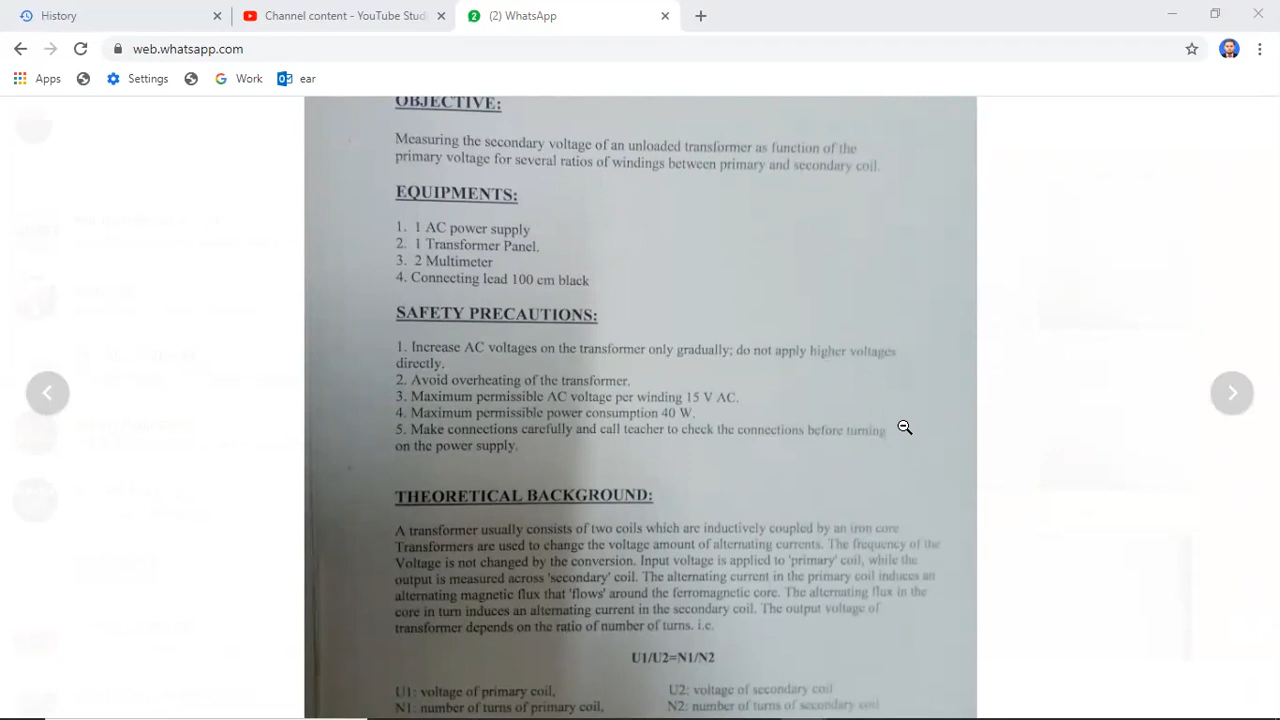 History
Channel content - YouTube Stud
2 (2) WhatsApp
web.whatsapp.com
Apps
Settings
Work
ear
OBJECTIVE:
Measuring the secondary voltage of an unloaded transformer as function of the
primary voltage for several ratios of windings between primary and secondary coil.
EQUIPMENTS:
1. 1 AC power supply
2. 1 Transformer Panel.
3. 2 Multimeter
4. Connecting lead 100 cm black
SAFETY PRECAUTIONS:
1. Increase AC voltages on the transformer only gradually; do not apply higher voltages
directly.
2. Avoid overheating of the transformer.
3. Maximum permissible AC voltage per winding 15 V AC.
4. Maximum permissible power consumption 40 W.
5. Make connections carefully and call teacher to check the connections before turning
on the power supply.
THEORETICAL BACKGROUND:
A transformer usually consists of two coils which are inductively coupled by an iron core
Transformers are used to change the voltage amount of alternating currents. The frequency of the
Voltage is not changed by the conversion. Input voltage is applied to 'primary' coil, while the
output is measured across 'secondary' coil. The alternating current in the primary coil induces an
alternating magnetic flux that 'flows' around the ferromagnetic core. The alternating flux in the
core in turn induces an alternating current in the secondary coil. The output voltage of
transformer depends on the ratio of number of turns. i.e.
U1/U2=N1/N2
U1: voltage of primary coil, U2: voltage of secondary coil
N1: number of turns of primary coil, N2: number of turns of secondary coil